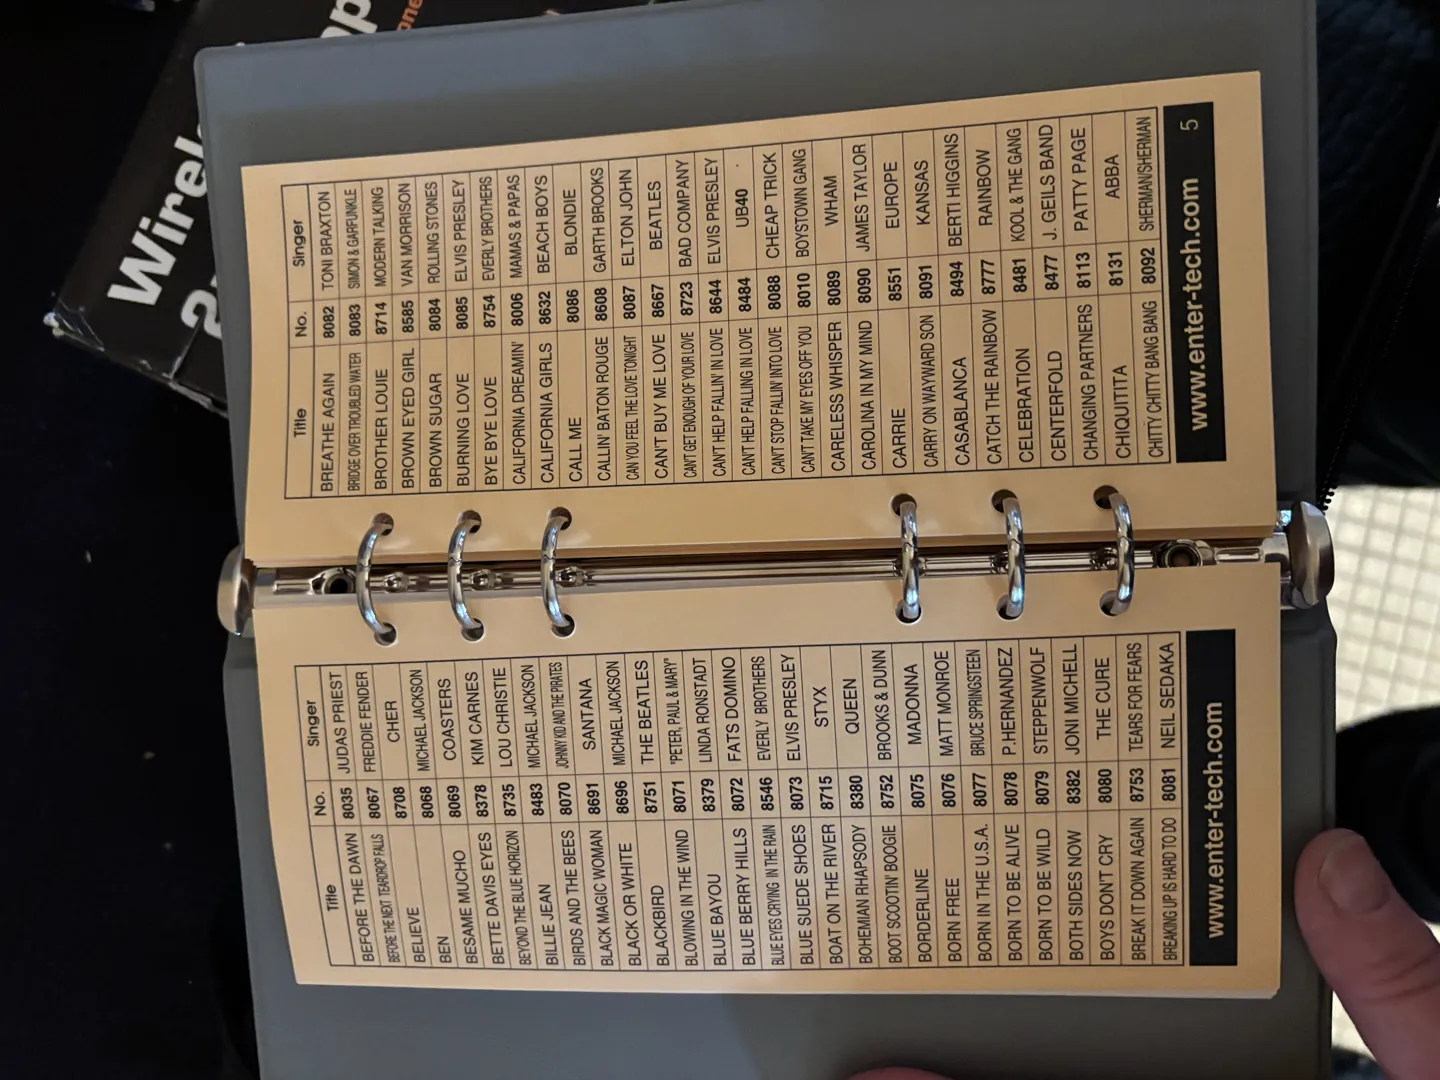 Title No. Singer
BEFORE THE DAWN 8035 JUDAS PRIEST
BEFORE THE NEXT TEARDROP FALLS 8067 FREDDIE FENDER
BELIEVE 8708 CHER
BEN 8068 MICHAEL JACKSON
BESAME MUCHO 8069 COASTERS
BETTE DAVIS EYES 8378 KIM CARNES
BEYOND THE BLUE HORIZON 8735 LOU CHRISTIE
BILLIE JEAN 8483 MICHAEL JACKSON
BIRDS AND THE BEES 8070 JOHNNY KID AND THE PIRATES
BLACK MAGIC WOMAN 8691 SANTANA
BLACK OR WHITE 8696 MICHAEL JACKSON
BLACKBIRD 8751 THE BEATLES
BLOWING IN THE WIND 8071 "PETER, PAUL & MARY"
BLUE BAYOU 8379 LINDA RONSTADT
BLUE BERRY HILLS 8072 FATS DOMINO
BLUE EYES CRYING IN THE RAIN 8546 EVERLY BROTHERS
BLUE SUEDE SHOES 8073 ELVIS PRESLEY
BOAT ON THE RIVER 8715 STYX
BOHEMIAN RHAPSODY 8380 QUEEN
BOOT SCOOTIN' BOOGIE 8752 BROOKS & DUNN
BORDERLINE 8075 MADONNA
BORN FREE 8076 MATT MONROE
BORN IN THE U.S.A. 8077 BRUCE SPRINGSTEEN
BORN TO BE ALIVE 8078 P.HERNANDEZ
BORN TO BE WILD 8079 STEPPENWOLF
BOTH SIDES NOW 8382 JONI MICHELL
BOYS DON'T CRY 8080 THE CURE
BREAK IT DOWN AGAIN 8753 TEARS FOR FEARS
BREAKING UP IS HARD TO DO 8081 NEIL SEDAKA
www.enter-tech.com
Title No. Singer
BREATHE AGAIN 8082 TONI BRAXTON
BRIDGE OVER TROUBLED WATER 8083 SIMON & GARFUNKLE
BROTHER LOUIE 8714 MODERN TALKING
BROWN EYED GIRL 8585 VAN MORRISON
BROWN SUGAR 8084 ROLLING STONES
BURNING LOVE 8085 ELVIS PRESLEY
BYE BYE LOVE 8754 EVERLY BROTHERS
CALIFORNIA DREAMIN' 8006 MAMAS & PAPAS
CALIFORNIA GIRLS 8632 BEACH BOYS
CALL ME 8086 BLONDIE
CALLIN' BATON ROUGE 8608 GARTH BROOKS
CAN YOU FEEL THE LOVE TONIGHT 8087 ELTON JOHN
CAN'T BUY ME LOVE 8667 BEATLES
CAN'T GET ENOUGH OF YOUR LOVE 8723 BAD COMPANY
CAN'T HELP FALLIN' IN LOVE 8644 ELVIS PRESLEY
CAN'T HELP FALLING IN LOVE 8484 UB40
CAN'T STOP FALLIN' INTO LOVE 8088 CHEAP TRICK
CAN'T TAKE MY EYES OFF YOU 8010 BOYSTOWN GANG
CARELESS WHISPER 8089 WHAM
CAROLINA IN MY MIND 8090 JAMES TAYLOR
CARRIE 8551 EUROPE
CARRY ON WAYWARD SON 8091 KANSAS
CASABLANCA 8494 BERTI HIGGINS
CATCH THE RAINBOW 8777 RAINBOW
CELEBRATION 8481 KOOL & THE GANG
CENTERFOLD 8477 J. GEILS BAND
CHANGING PARTNERS 8113 PATTY PAGE
CHIQUITITA 8131 ABBA
CHITTY CHITTY BANG BANG 8092 SHERMAN/SHERMAN
www.enter-tech.com 5